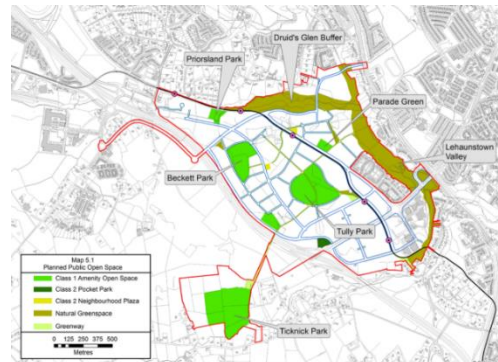 Druid's Glen Buffer
Priorsland Park
Parade Green
Lehaunstown
Valley
Beckett Park
Tully Park
Ticknick Park
Map 5.1
Planned Public Open Space
Class 1 Amenity Open Space
Class 2 Pocket Park
Class 2 Neighbourhood Plaza
Natural Greenspace
Greenway
0 125 250 375 500
Metres